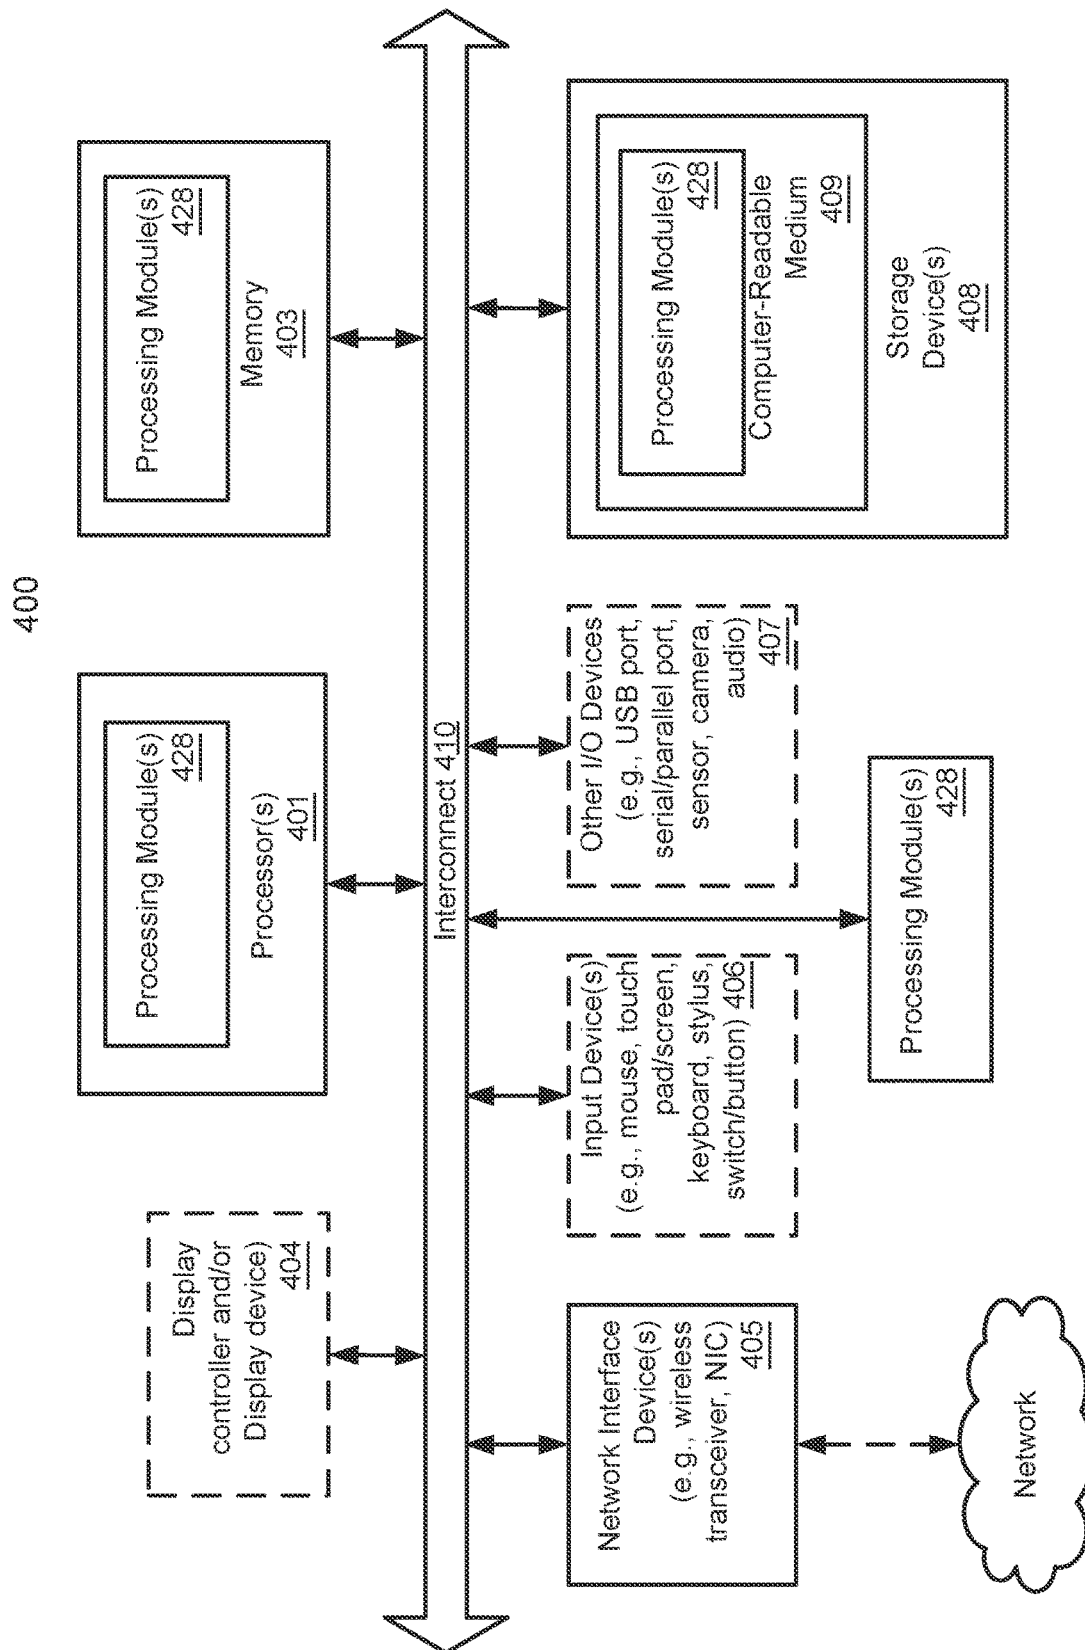 400
Display
controller and/or
Display device)
404
Processing Module(s)
428
Processor(s)
401
Processing Module(s)
428
Memory
403
Interconnect 410
Network Interface
Device(s)
(e.g., wireless
transceiver, NIC)
405
Input Device(s)
(e.g., mouse, touch
pad/screen,
keyboard, stylus,
switch/button) 406
Other I/O Devices
(e.g., USB port,
serial/parallel port,
sensor, camera,
audio)
407
Processing Module(s)
428
Computer-Readable
Medium
409
Storage
Device(s)
408
Processing Module(s)
428
Network